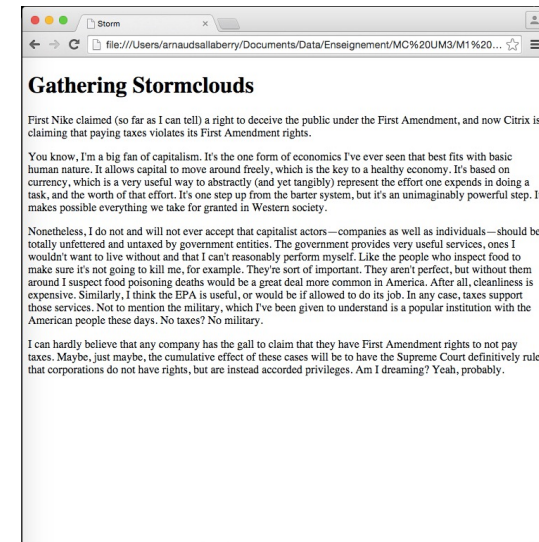 Storm
file:///Users/arnaudsallaberry/Documents/Data/Enseignement/MC%20UM3/M1%20...
Gathering Stormclouds
First Nike claimed (so far as I can tell) a right to deceive the public under the First Amendment, and now Citrix is
claiming that paying taxes violates its First Amendment rights.
You know, I'm a big fan of capitalism. It's the one form of economics I've ever seen that best fits with basic
human nature. It allows capital to move around freely, which is the key to a healthy economy. It's based on
currency, which is a very useful way to abstractly (and yet tangibly) represent the effort one expends in doing a
task, and the worth of that effort. It's one step up from the barter system, but it's an unimaginably powerful step. It
makes possible everything we take for granted in Western society.
Nonetheless, I do not and will not ever accept that capitalist actors—companies as well as individuals—should be
totally unfettered and untaxed by government entities. The government provides very useful services, ones I
wouldn't want to live without and that I can't reasonably perform myself. Like the people who inspect food to
make sure it's not going to kill me, for example. They're sort of important. They aren't perfect, but without them
around I suspect food poisoning deaths would be a great deal more common in America. After all, cleanliness is
expensive. Similarly, I think the EPA is useful, or would be if allowed to do its job. In any case, taxes support
those services. Not to mention the military, which I've been given to understand is a popular institution with the
American people these days. No taxes? No military.
I can hardly believe that any company has the gall to claim that they have First Amendment rights to not pay
taxes. Maybe, just maybe, the cumulative effect of these cases will be to have the Supreme Court definitively rule
that corporations do not have rights, but are instead accorded privileges. Am I dreaming? Yeah, probably.